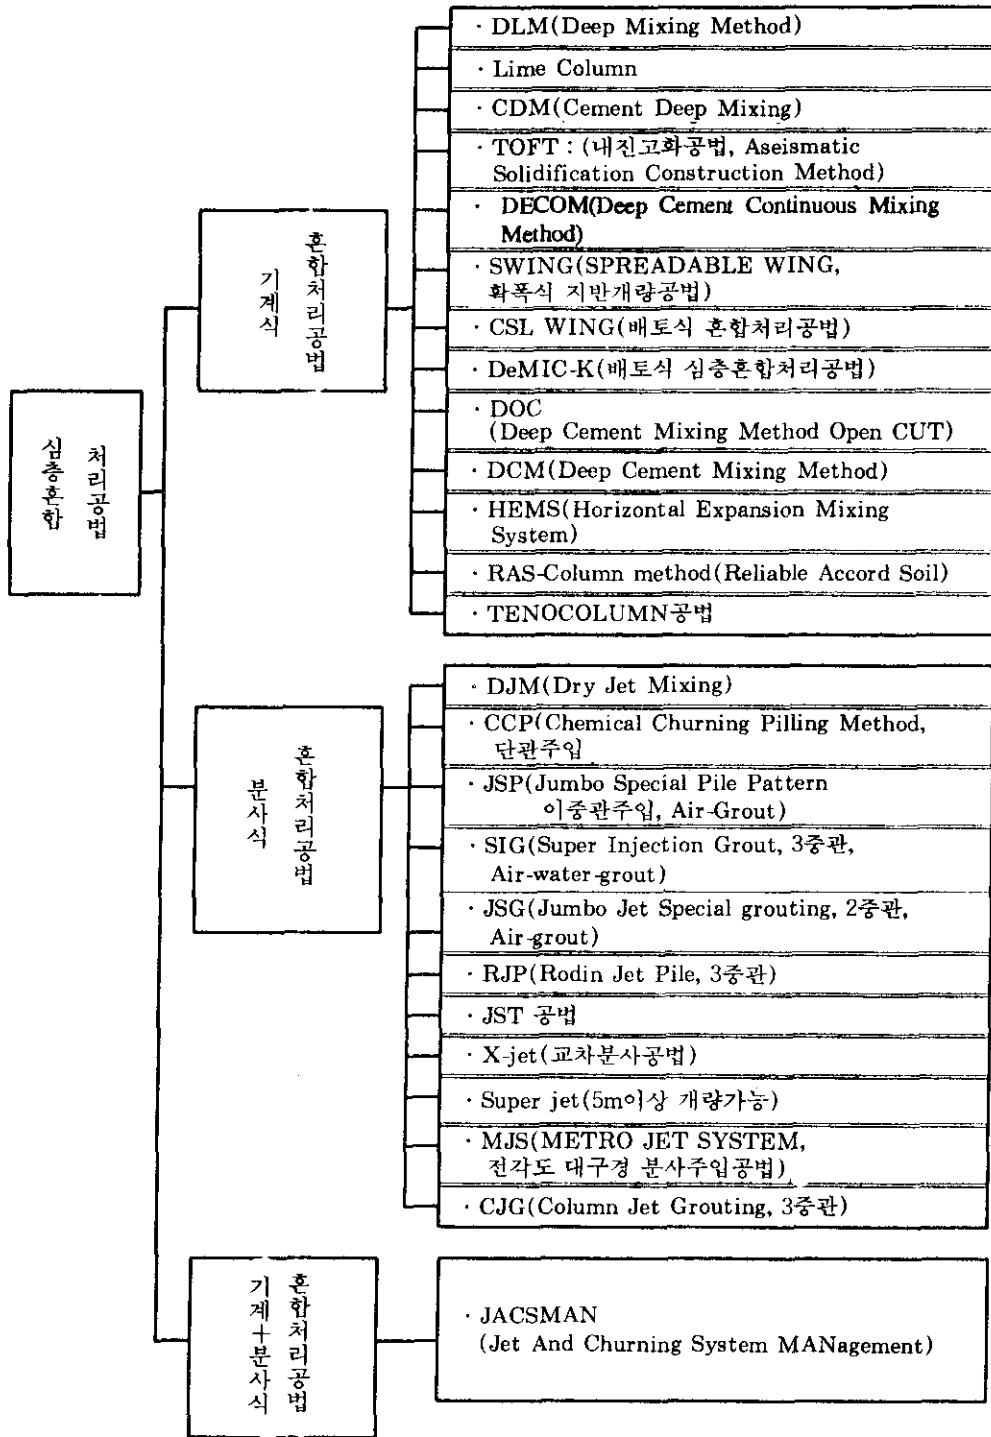 심층혼합
처리공법
기계식
혼합처리공법
· DLM(Deep Mixing Method)
· Lime Column
· CDM(Cement Deep Mixing)
· TOFT : (내진고화공법, Aseismatic
Solidification Construction Method)
· DECOM(Deep Cement Continuous Mixing
Method)
· SWING(SPREADABLE WING,
확폭식 지반개량공법)
· CSL WING(배토식 혼합처리공법)
· DeMIC-K(배토식 심층혼합처리공법)
· DOC
(Deep Cement Mixing Method Open CUT)
· DCM(Deep Cement Mixing Method)
· HEMS(Horizontal Expansion Mixing
System)
· RAS-Column method(Reliable Accord Soil)
· TENOCOLUMN공법
분사식
혼합처리공법
· DJM(Dry Jet Mixing)
· CCP(Chemical Churning Pilling Method,
단관주입
· JSP(Jumbo Special Pile Pattern
이중관주입, Air-Grout)
· SIG(Super Injection Grout, 3중관,
Air-water-grout)
· JSG(Jumbo Jet Special grouting, 2중관,
Air-grout)
· RJP(Rodin Jet Pile, 3중관)
· JST 공법
· X-jet(교차분사공법)
· Super jet(5m이상 개량가능)
· MJS(METRO JET SYSTEM,
전각도 대구경 분사주입공법)
· CJG(Column Jet Grouting, 3중관)
기계+분사식
혼합처리공법
· JACSMAN
(Jet And Churning System MANagement)